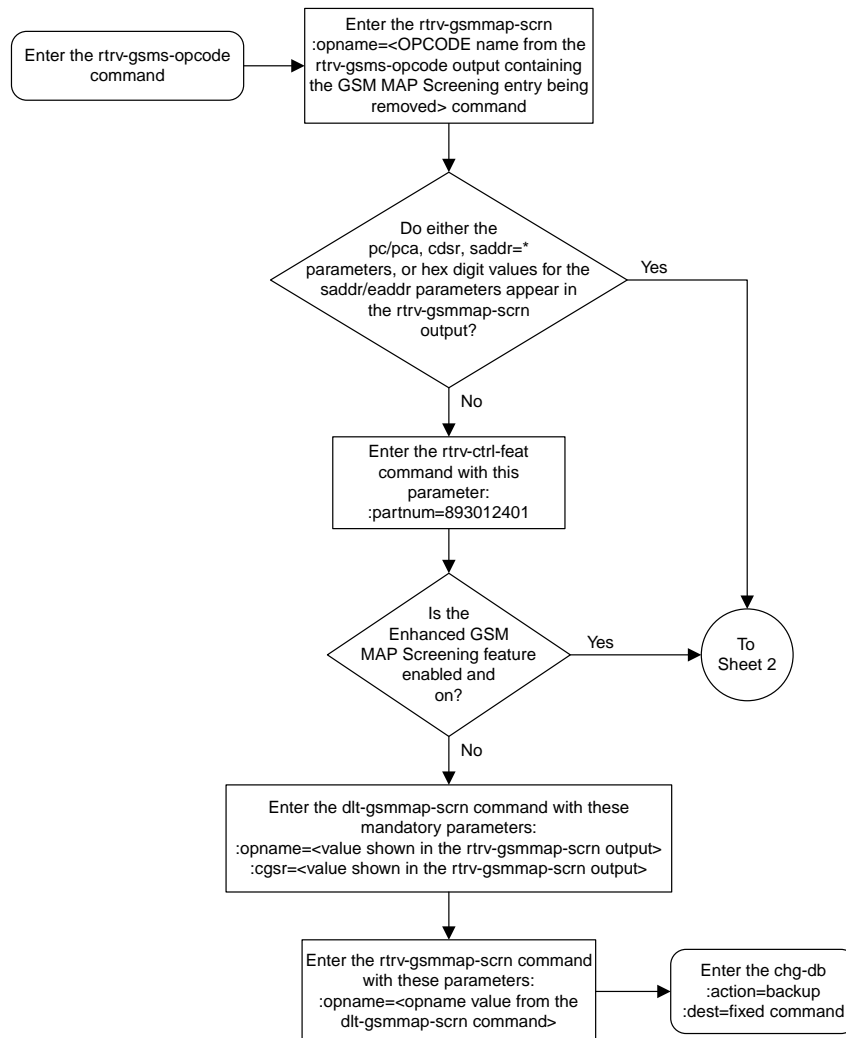 Enter the rtrv-gsms-opcode
command
Enter the rtrv-gsmmap-scrn
:opname=<OPCODE name from the
rtrv-gsms-opcode output containing
the GSM MAP Screening entry being
removed> command
Do either the
pc/pca, cdsr, saddr=*
parameters, or hex digit values for the
saddr/eaddr parameters appear in
the rtrv-gsmmap-scrn
output?
Yes
No
Enter the rtrv-ctrl-feat
command with this
parameter:
:partnum=893012401
Is the
Enhanced GSM
MAP Screening feature
enabled and
on?
Yes
To
Sheet 2
No
Enter the dlt-gsmmap-scrn command with these
mandatory parameters:
:opname=<value shown in the rtrv-gsmmap-scrn output>
:cgsr=<value shown in the rtrv-gsmmap-scrn output>
Enter the rtrv-gsmmap-scrn command
with these parameters:
:opname=<opname value from the
dlt-gsmmap-scrn command>
Enter the chg-db
:action=backup
:dest=fixed command